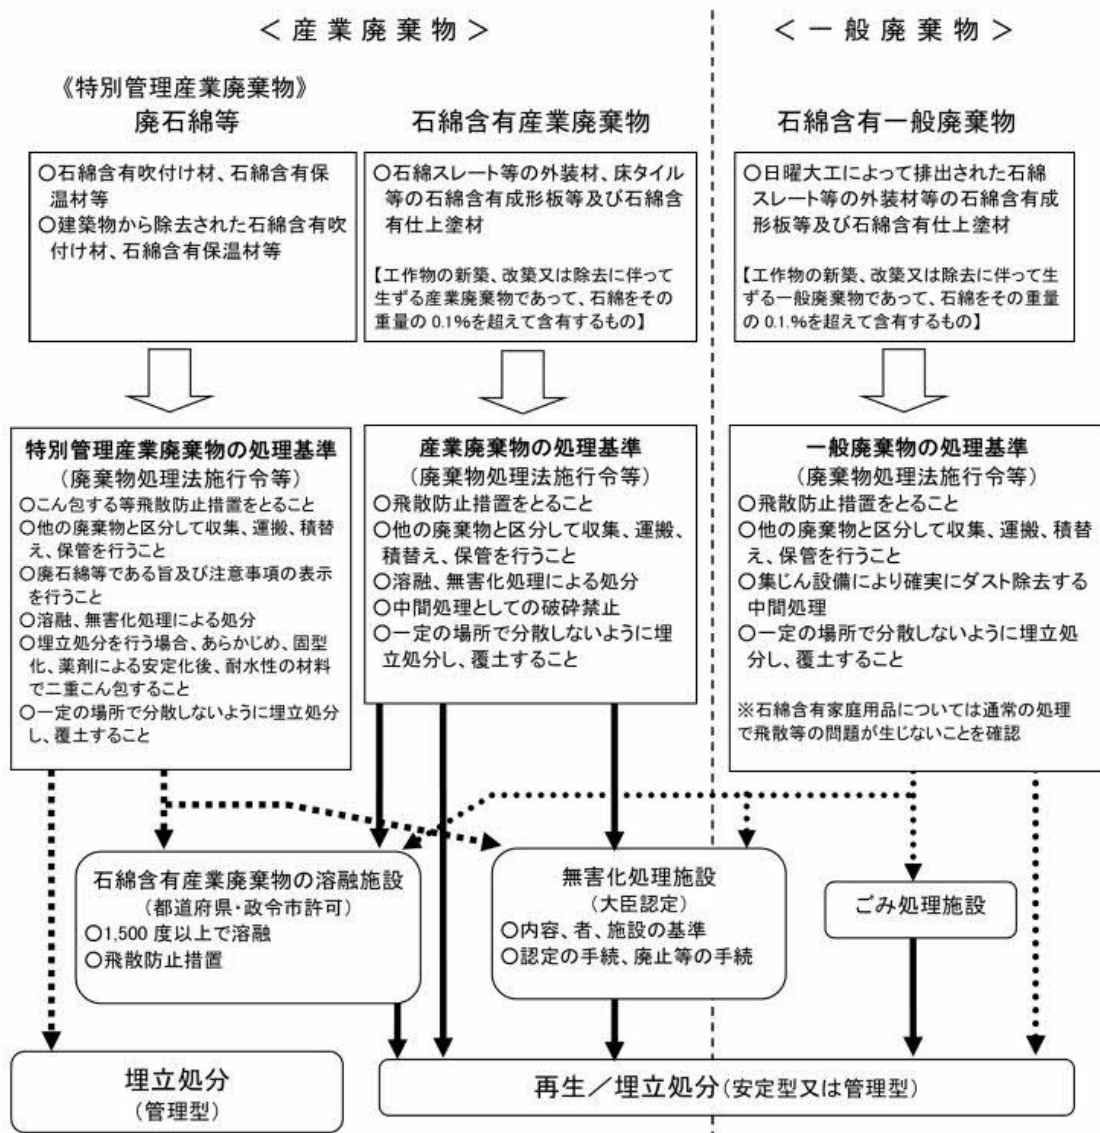 ＜産業廃棄物＞
＜一般廃棄物＞
《特別管理産業廃棄物》
廃石綿等
石綿含有産業廃棄物
石綿含有一般廃棄物
○石綿含有吹付け材、石綿含有保
温材等
○建築物から除去された石綿含有吹
付け材、石綿含有保温材等
○石綿スレート等の外装材、床タイル
等の石綿含有成形板等及び石綿含
有仕上塗材
【工作物の新築、改築又は除去に伴って
生ずる産業廃棄物であって、石綿をその
重量の 0.1%を超えて含有するもの】
○日曜大工によって排出された石綿
スレート等の外装材等の石綿含有成
形板等及び石綿含有仕上塗材
【工作物の新築、改築又は除去に伴って生
ずる一般廃棄物であって、石綿をその重量
の 0.1.%を超えて含有するもの】
特別管理産業廃棄物の処理基準
（廃棄物処理法施行令等）
○こん包する等飛散防止措置をとること
○他の廃棄物と区分して収集、運搬、積替
え、保管を行うこと
○廃石綿等である旨及び注意事項の表示
を行うこと
○溶融、無害化処理による処分
○埋立処分を行う場合、あらかじめ、固型
化、薬剤による安定化後、耐水性の材料
で二重こん包すること
○一定の場所で分散しないように埋立処分
し、覆土すること
産業廃棄物の処理基準
（廃棄物処理法施行令等）
○飛散防止措置をとること
○他の廃棄物と区分して収集、運搬、
積替え、保管を行うこと
○溶融、無害化処理による処分
○中間処理としての破砕禁止
○一定の場所で分散しないように埋
立処分し、覆土すること
一般廃棄物の処理基準
（廃棄物処理法施行令等）
○飛散防止措置をとること
○他の廃棄物と区分して収集、運搬、積替
え、保管を行うこと
○集じん設備により確実にダスト除去する
中間処理
○一定の場所で分散しないように埋立処
分し、覆土すること
※石綿含有家庭用品については通常の処理
で飛散等の問題が生じないことを確認
石綿含有産業廃棄物の溶融施設
（都道府県・政令市許可）
○1,500 度以上で溶融
○飛散防止措置
無害化処理施設
（大臣認定）
○内容、者、施設の基準
○認定の手続、廃止等の手続
ごみ処理施設
埋立処分
（管理型）
再生／埋立処分（安定型又は管理型）